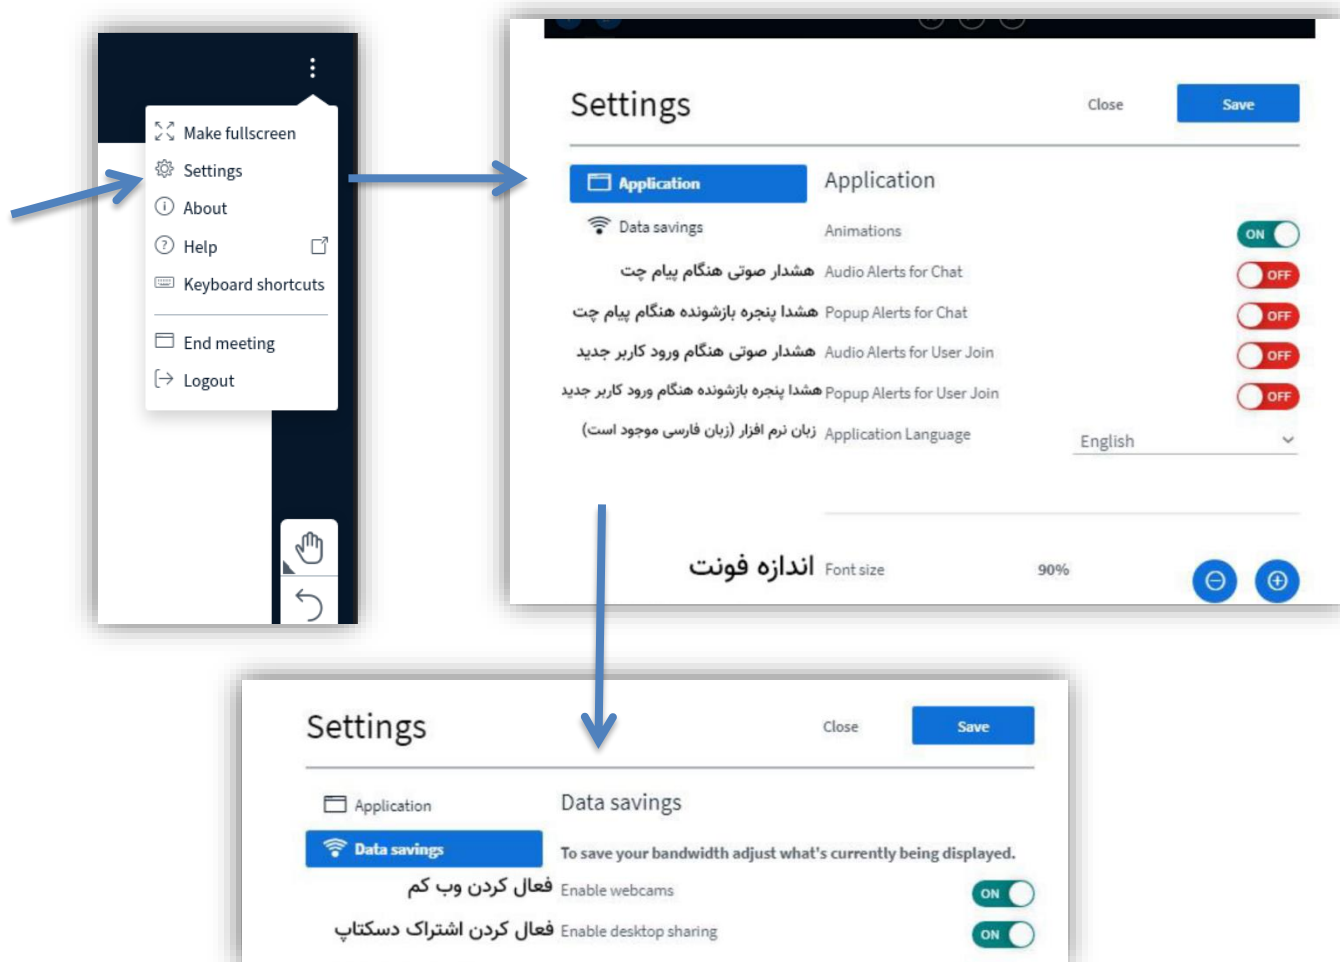 Make fullscreen
Settings
About
Help
Keyboard shortcuts
End meeting
Logout
Settings
Close
Save
Application
Application
Data savings
Animations
ON
هشدار صوتی هنگام پیام چت
Audio Alerts for Chat
OFF
هشدا پنجره بازشونده هنگام پیام چت
Popup Alerts for Chat
OFF
هشدار صوتی هنگام ورود کاربر جدید
Audio Alerts for User Join
OFF
هشدا پنجره بازشونده هنگام ورود کاربر جدید
Popup Alerts for User Join
OFF
زبان نرم افزار (زبان فارسی موجود است)
Application Language
English
اندازه فونت
Font size
90%
Settings
Close
Save
Application
Data savings
Data savings
To save your bandwidth adjust what's currently being displayed.
فعال کردن وب کم
Enable webcams
ON
فعال کردن اشتراک دسکتاپ
Enable desktop sharing
ON